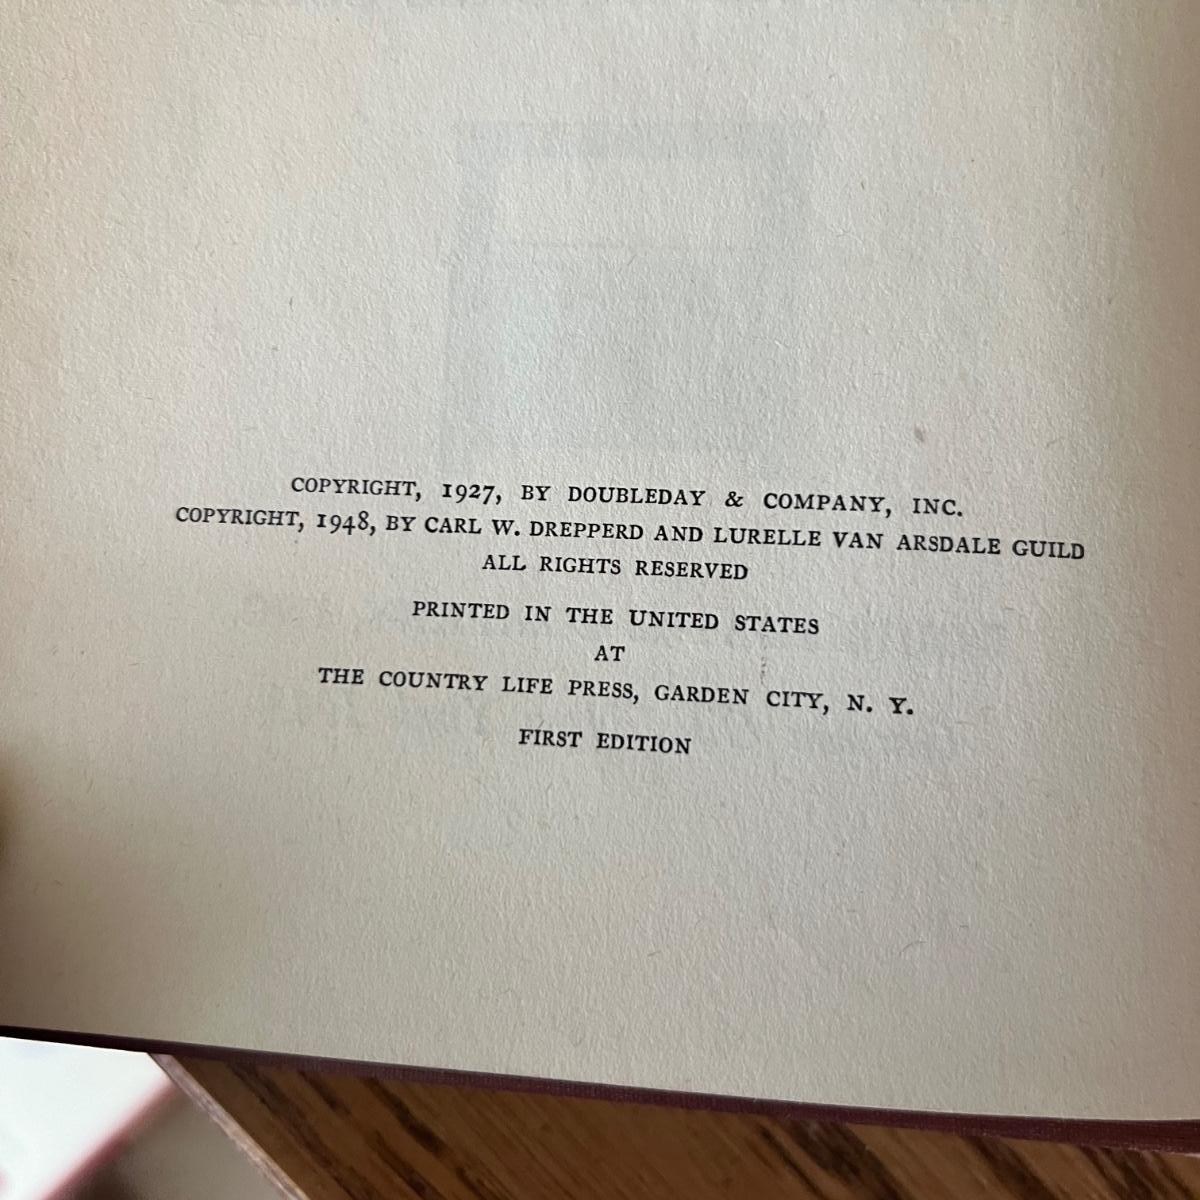 COPYRIGHT, 1927, BY DOUBLEDAY & COMPANY, INC.
COPYRIGHT, 1948, BY CARL W. DREPPERD AND LURELLE VAN ARSDALE GUILD
ALL RIGHTS RESERVED
PRINTED IN THE UNITED STATES
AT
THE COUNTRY LIFE PRESS, GARDEN CITY, N. Y.
FIRST EDITION